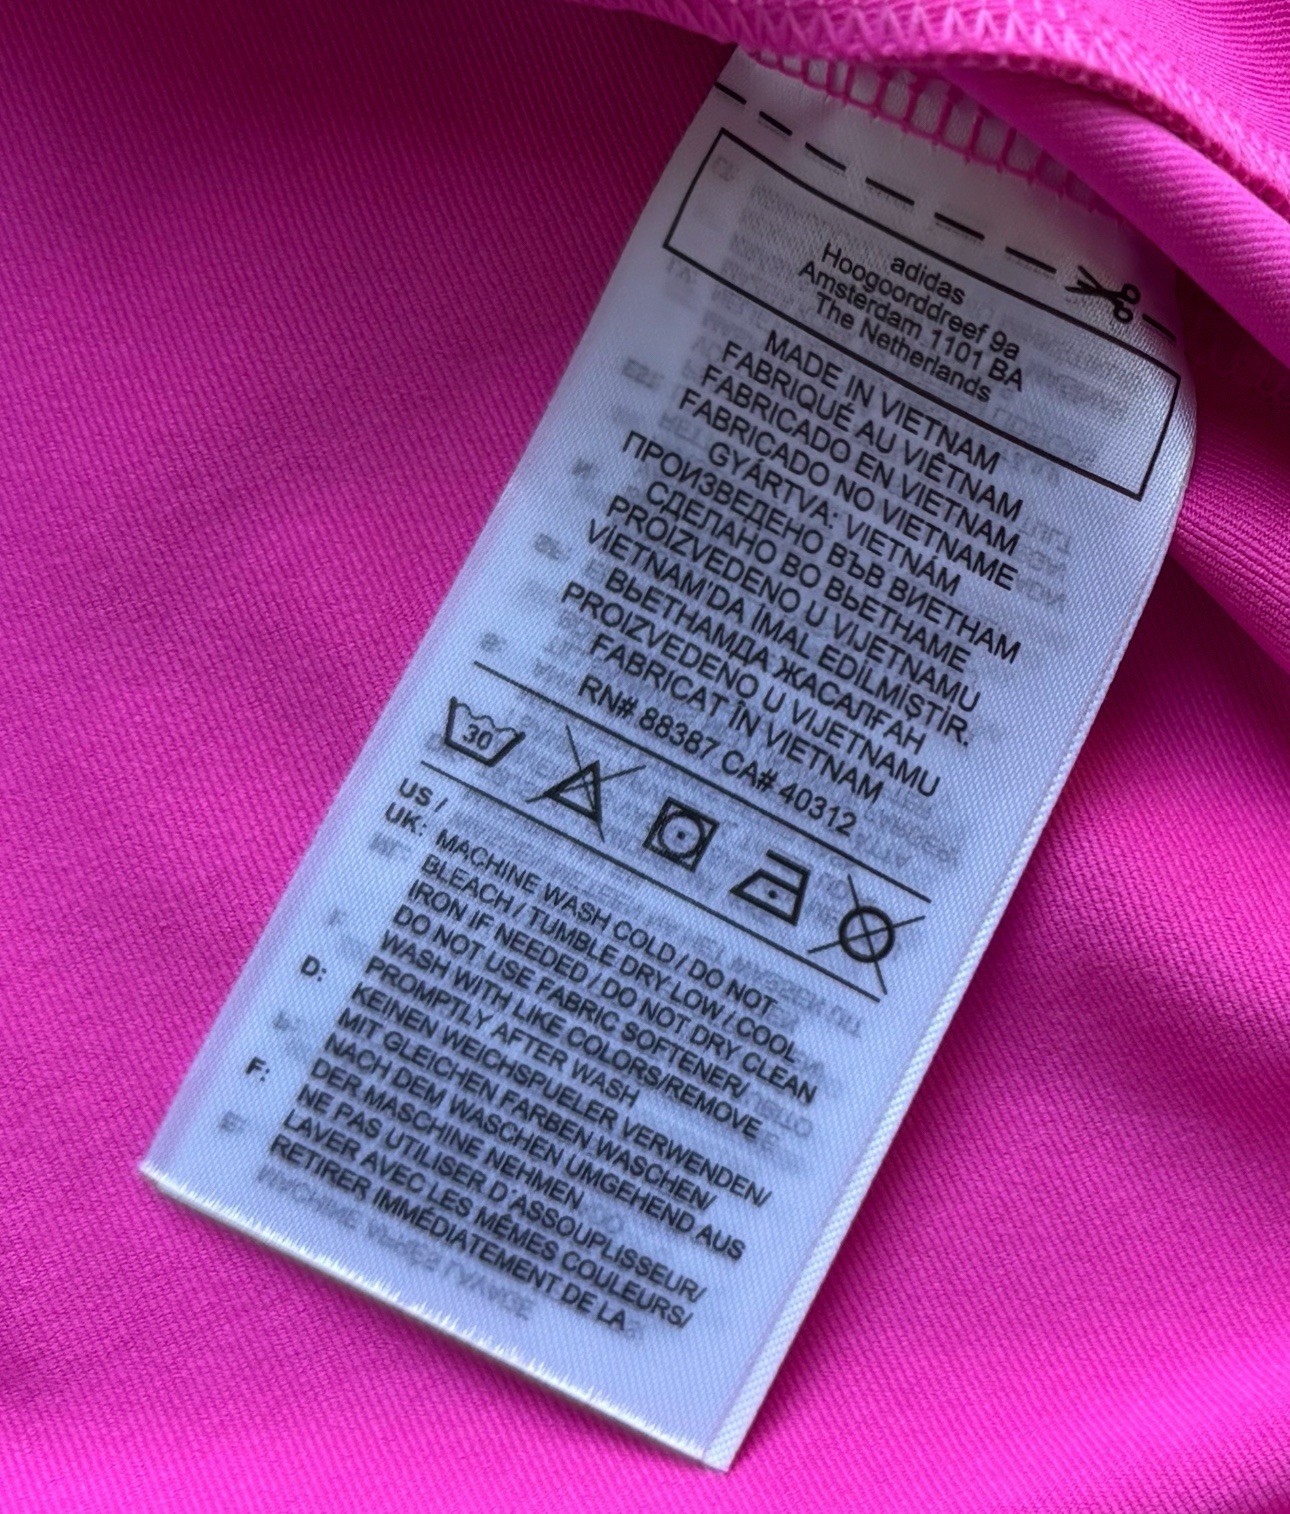 adidas
Hoogoorddreef 9a
Amsterdam 1101 BA
The Netherlands
MADE IN VIETNAM
FABRIQUÉ AU VIÊTNAM
FABRICADO EN VIETNAM
FABRICADO NO VIETNAME
GYÁRTVA: VIETNÁM
ПРОИЗВЕДЕНО ВЪВ ВИЕТНАМ
СДЕЛАНО ВО ВЬЕТНАМЕ
PROIZVEDENO U VIJETNAMU
VİETNAM'DA İMAL EDİLMİŞTİR.
ВЬЕТНАМДА ЖАСАЛҒАН
PROIZVEDENO U VIJETNAMU
FABRICAT ÎN VIETNAM
RN# 88387 CA# 40312
30
US /
UK: MACHINE WASH COLD / DO NOT
BLEACH / TUMBLE DRY LOW / COOL
IRON IF NEEDED / DO NOT DRY CLEAN
DO NOT USE FABRIC SOFTENER/
WASH WITH LIKE COLORS/REMOVE
PROMPTLY AFTER WASH
D: KEINEN WEICHSPUELER VERWENDEN/
MIT GLEICHEN FARBEN WASCHEN/
NACH DEM WASCHEN UMGEHEND AUS
DER MASCHINE NEHMEN
F: NE PAS UTILISER D'ASSOUPLISSEUR/
LAVER AVEC LES MÊMES COULEURS/
RETIRER IMMÉDIATEMENT DE LA